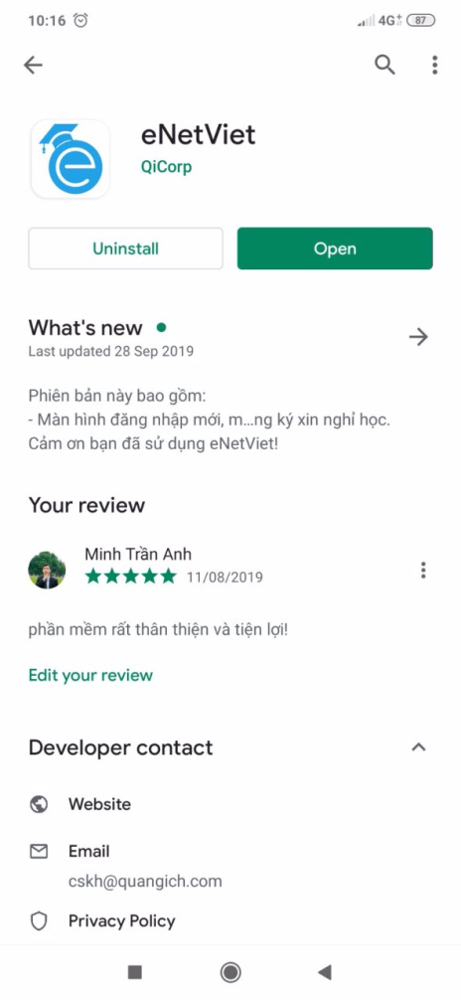 10:16
4G+ 87
eNetViet
QiCorp
Uninstall
Open
What's new
Last updated 28 Sep 2019
Phiên bản này bao gồm:
- Màn hình đăng nhập mới, m...ng ký xin nghỉ học.
Cảm ơn bạn đã sử dụng eNetViet!
Your review
Minh Trần Anh
11/08/2019
phần mềm rất thân thiện và tiện lợi!
Edit your review
Developer contact
Website
Email
cskh@quangich.com
Privacy Policy